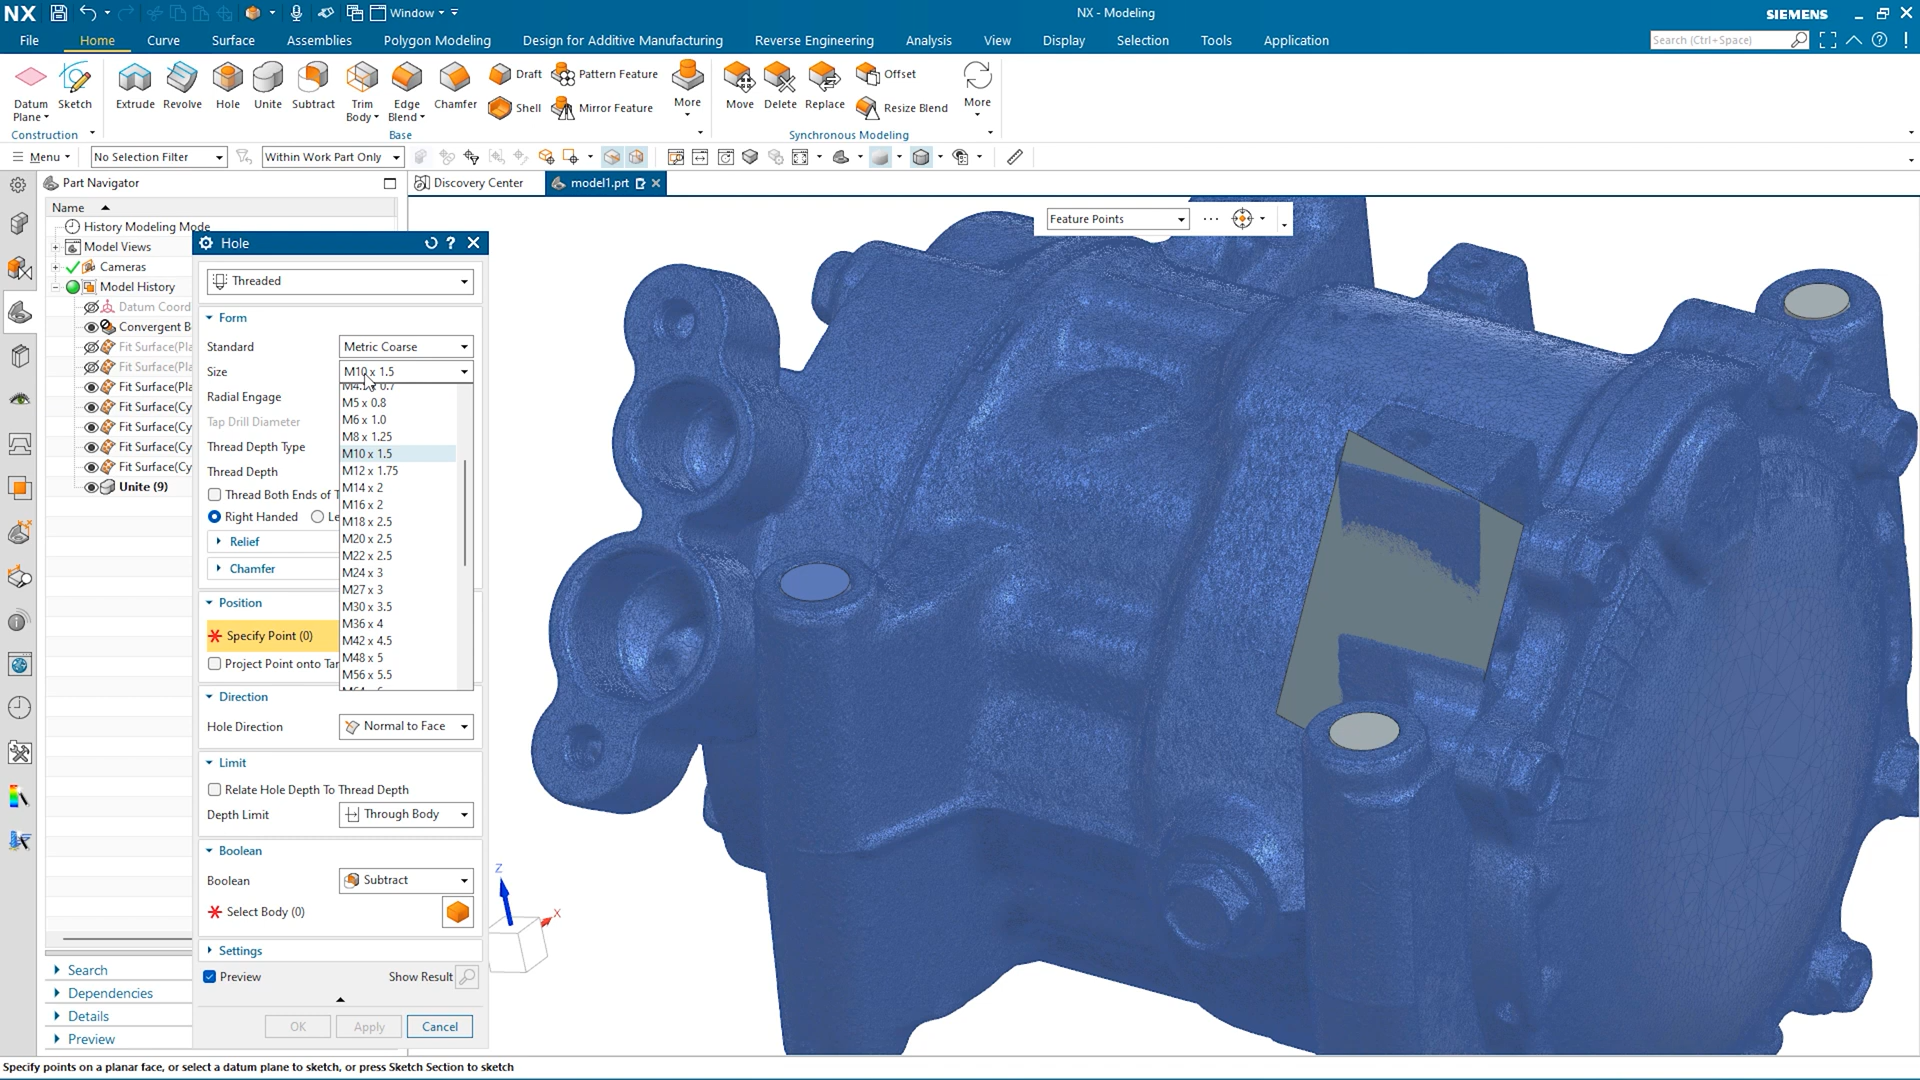 NX
Window
NX - Modeling
SIEMENS
File
Home
Curve
Surface
Assemblies
Polygon Modeling
Design for Additive Manufacturing
Reverse Engineering
Analysis
View
Display
Selection
Tools
Application
Search (Ctrl+Space)
Datum Plane
Sketch
Extrude
Revolve
Hole
Unite
Subtract
Trim Body
Edge Blend
Chamfer
Draft
Shell
Pattern Feature
Mirror Feature
More
Move
Delete
Replace
Offset
Resize Blend
More
Construction
Base
Synchronous Modeling
Menu
No Selection Filter
Within Work Part Only
Part Navigator
Discovery Center
model1.prt
Name
History Modeling Mode
Model Views
Cameras
Model History
Datum Coord
Convergent B
Fit Surface(Pla
Fit Surface(Pla
Fit Surface(Pla
Fit Surface(Cy
Fit Surface(Cy
Fit Surface(Cy
Fit Surface(Cy
Unite (9)
Search
Dependencies
Details
Preview
Feature Points
Hole
Threaded
Form
Standard
Metric Coarse
Size
M10 x 1.5
Radial Engage
Tap Drill Diameter
Thread Depth Type
Thread Depth
Thread Both Ends of T
Right Handed
Le
Relief
Chamfer
M5 x 0.8
M6 x 1.0
M8 x 1.25
M10 x 1.5
M12 x 1.75
M14 x 2
M16 x 2
M18 x 2.5
M20 x 2.5
M22 x 2.5
M24 x 3
M27 x 3
M30 x 3.5
M36 x 4
M42 x 4.5
M48 x 5
M56 x 5.5
Position
Specify Point (0)
Project Point onto Tar
Direction
Hole Direction
Normal to Face
Limit
Relate Hole Depth To Thread Depth
Depth Limit
Through Body
Boolean
Boolean
Subtract
Select Body (0)
Settings
Preview
Show Result
OK
Apply
Cancel
Z
X
Specify points on a planar face, or select a datum plane to sketch, or press Sketch Section to sketch